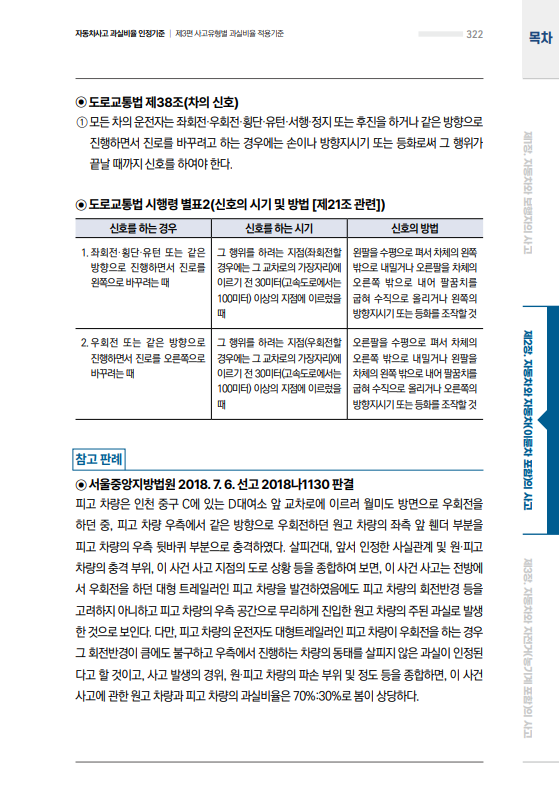 자동차사고 과실비율 인정기준 | 제3편 사고유형별 과실비율 적용기준
322
목차
◉ 도로교통법 제38조(차의 신호)
① 모든 차의 운전자는 좌회전·우회전·횡단·유턴·서행·정지 또는 후진을 하거나 같은 방향으로
진행하면서 진로를 바꾸려고 하는 경우에는 손이나 방향지시기 또는 등화로써 그 행위가
끝날 때까지 신호를 하여야 한다.
◉ 도로교통법 시행령 별표2(신호의 시기 및 방법 [제21조 관련])
신호를 하는 경우
신호를 하는 시기
신호의 방법
1. 좌회전·횡단·유턴 또는 같은
방향으로 진행하면서 진로를
왼쪽으로 바꾸려는 때
그 행위를 하려는 지점(좌회전할
경우에는 그 교차로의 가장자리)에
이르기 전 30미터(고속도로에서는
100미터) 이상의 지점에 이르렀을
때
왼팔을 수평으로 펴서 차체의 왼쪽
밖으로 내밀거나 오른팔을 차체의
오른쪽 밖으로 내어 팔꿈치를
굽혀 수직으로 올리거나 왼쪽의
방향지시기 또는 등화를 조작할 것
2. 우회전 또는 같은 방향으로
진행하면서 진로를 오른쪽으로
바꾸려는 때
그 행위를 하려는 지점(우회전할
경우에는 그 교차로의 가장자리)에
이르기 전 30미터(고속도로에서는
100미터) 이상의 지점에 이르렀을
때
오른팔을 수평으로 펴서 차체의
오른쪽 밖으로 내밀거나 왼팔을
차체의 왼쪽 밖으로 내어 팔꿈치를
굽혀 수직으로 올리거나 오른쪽의
방향지시기 또는 등화를 조작할 것
참고 판례
◉ 서울중앙지방법원 2018. 7. 6. 선고 2018나1130 판결
피고 차량은 인천 중구 C에 있는 D대여소 앞 교차로에 이르러 월미도 방면으로 우회전을
하던 중, 피고 차량 우측에서 같은 방향으로 우회전하던 원고 차량의 좌측 앞 휀더 부분을
피고 차량의 우측 뒷바퀴 부분으로 충격하였다. 살피건대, 앞서 인정한 사실관계 및 원·피고
차량의 충격 부위, 이 사건 사고 지점의 도로 상황 등을 종합하여 보면, 이 사건 사고는 전방에
서 우회전을 하던 대형 트레일러인 피고 차량을 발견하였음에도 피고 차량의 회전반경 등을
고려하지 아니하고 피고 차량의 우측 공간으로 무리하게 진입한 원고 차량의 주된 과실로 발생
한 것으로 보인다. 다만, 피고 차량의 운전자도 대형트레일러인 피고 차량이 우회전을 하는 경우
그 회전반경이 큼에도 불구하고 우측에서 진행하는 차량의 동태를 살피지 않은 과실이 인정된
다고 할 것이고, 사고 발생의 경위, 원·피고 차량의 파손 부위 및 정도 등을 종합하면, 이 사건
사고에 관한 원고 차량과 피고 차량의 과실비율은 70%:30%로 봄이 상당하다.
제1장. 자동차와 보행자의 사고
제2장. 자동차와 자동차(이륜차 포함)의 사고
제3장. 자동차와 자전거(농기계 포함)의 사고